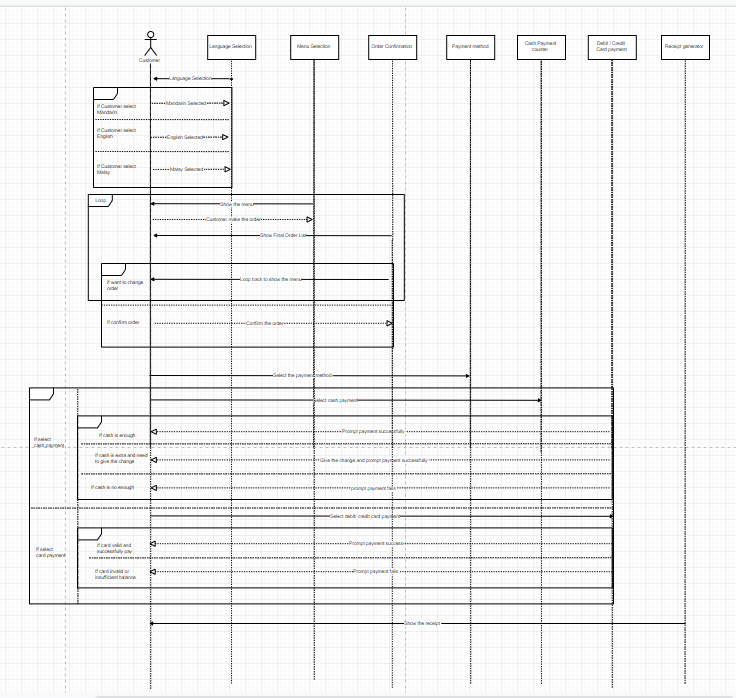 Customer
Language Selection
Menu Selection
Order Confirmation
Payment method
Cash Payment
counter
Debit / Credit
Card payment
Receipt generator
Language Selection
If Customer select
Mandarin
Mandarin Selected
If Customer select
English
English Selected
If Customer select
Malay
Malay Selected
Loop
Show the menu
Customer make the order
Show Final Order List
If want to change
order
Loop back to show the menu
If confirm order
Confirm the order
Select the payment method
Select cash payment
If select
cash payment
If cash is enough
Prompt payment successfully
If cash is extra and need
to give the change
Give the change and prompt payment successfully
If cash is no enough
prompt payment fails
Select debit/ credit card payment
If select
card payment
If card valid and
successfully pay
Prompt payment success
If card invalid or
insufficient balance
Prompt payment fails
Show the receipt